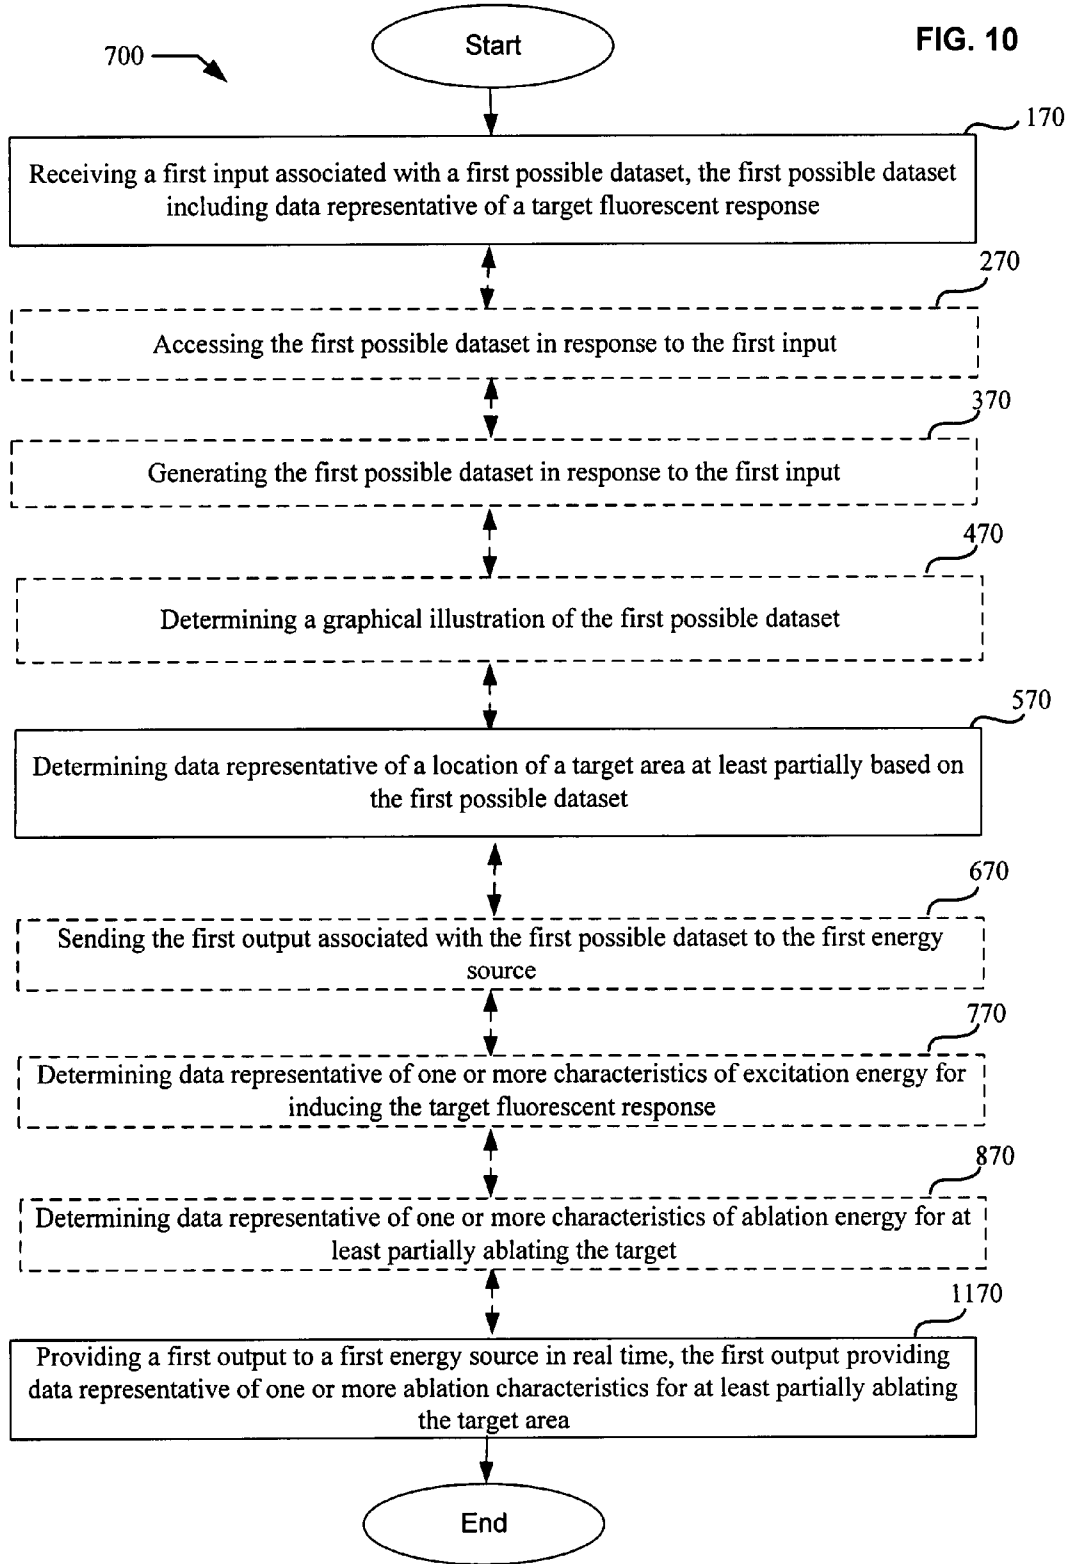 Start
FIG. 10
700
170
Receiving a first input associated with a first possible dataset, the first possible dataset
including data representative of a target fluorescent response
270
Accessing the first possible dataset in response to the first input
370
Generating the first possible dataset in response to the first input
470
Determining a graphical illustration of the first possible dataset
570
Determining data representative of a location of a target area at least partially based on
the first possible dataset
670
Sending the first output associated with the first possible dataset to the first energy
source
770
Determining data representative of one or more characteristics of excitation energy for
inducing the target fluorescent response
870
Determining data representative of one or more characteristics of ablation energy for at
least partially ablating the target
1170
Providing a first output to a first energy source in real time, the first output providing
data representative of one or more ablation characteristics for at least partially ablating
the target area
End